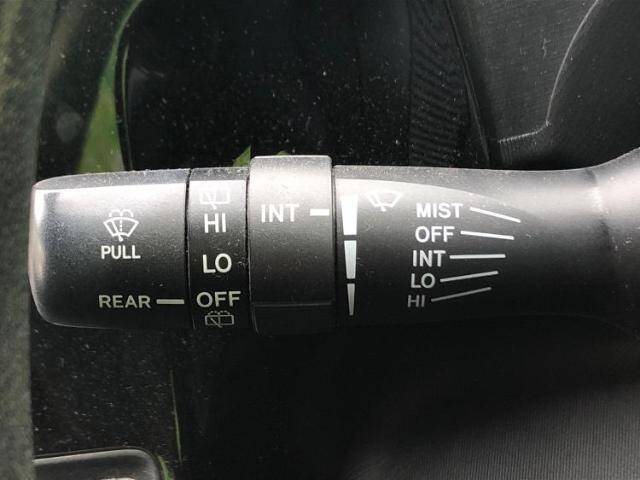 PULL
REAR
HI
LO
OFF
INT
MIST
OFF
INT
LO
HI